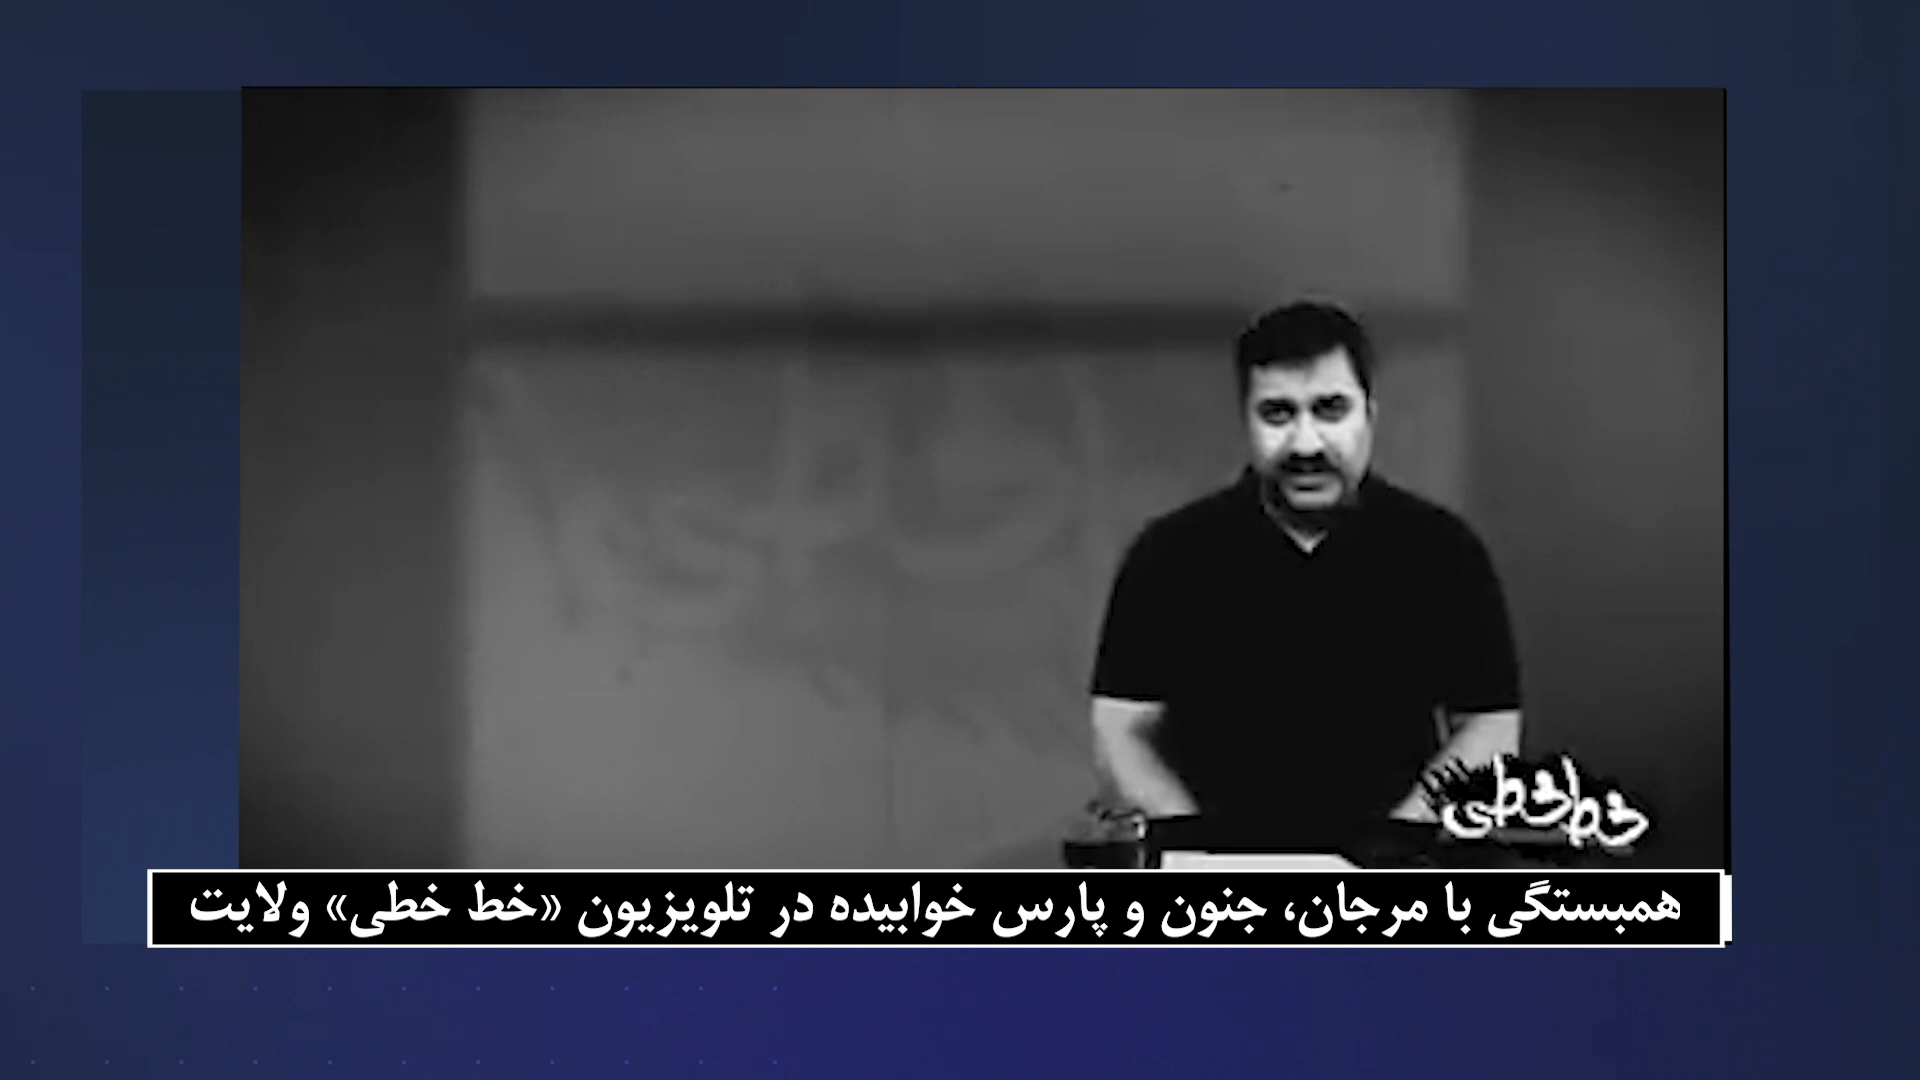 خط خطی
همبستگی با مرجان، جنون و پارس خوابیده در تلویزیون «خط خطی» ولایت